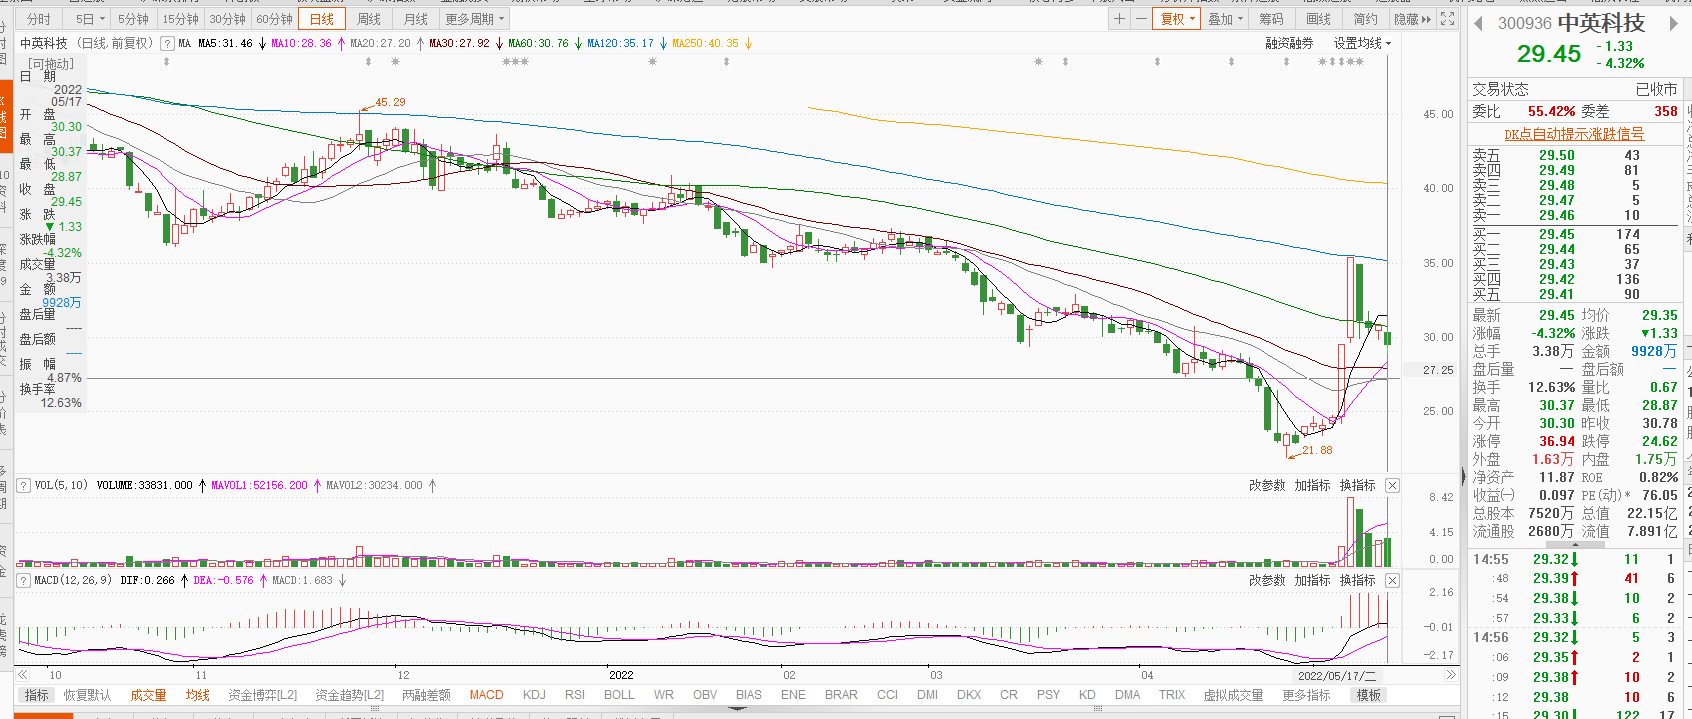 分时 5日 5分钟 15分钟 30分钟 60分钟 日线 周线 月线 更多周期 复权 叠加 筹码 画线 简约 隐藏
中英科技 (日线,前复权) ? MA MA5:31.46 MA10:28.36 MA20:27.20 MA30:27.92 MA60:30.76 MA120:35.17 MA250:40.35 融资融券 设置均线
[可拖动]
日 期
2022
05/17
开 盘
30.30
最 高
30.37
最 低
28.87
收 盘
29.45
涨 跌
▼1.33
涨跌幅
-4.32%
成交量
3.38万
金 额
9928万
盘后量
----
盘后额
----
振 幅
4.87%
换手率
12.63%
45.29
21.88
45.00
40.00
35.00
30.00
27.25
25.00
? VOL(5,10) VOLUME:33831.000 MAVOL1:52156.200 MAVOL2:30234.000 改参数 加指标 换指标
8.42
4.15
0.00
? MACD(12,26,9) DIF:0.266 DEA:-0.576 MACD:1.683 改参数 加指标 换指标
2.16
-0.01
-2.17
10 11 12 2022 02 03 04 2022/05/17/二
指标 恢复默认 成交量 均线 资金博弈[L2] 资金趋势[L2] 两融差额 MACD KDJ RSI BOLL WR OBV BIAS ENE BRAR CCI DMI DKX CR PSY KD DMA TRIX 虚拟成交量 更多指标 模板
300936 中英科技
29.45 -1.33
-4.32%
交易状态 已收市
委比 55.42% 委差 358
DK点自动提示涨跌信号
卖五 29.50 43
卖四 29.49 81
卖三 29.48 5
卖二 29.47 5
卖一 29.46 10
买一 29.45 174
买二 29.44 65
买三 29.43 37
买四 29.42 136
买五 29.41 90
最新 29.45 均价 29.35
涨幅 -4.32% 涨跌 ▼1.33
总手 3.38万 金额 9928万
盘后量 — 盘后额 —
换手 12.63% 量比 0.67
最高 30.37 最低 28.87
今开 30.30 昨收 30.78
涨停 36.94 跌停 24.62
外盘 1.63万 内盘 1.75万
净资产 11.87 ROE 0.82%
收益㈠ 0.097 PE(动)* 76.05
总股本 7520万 总值 22.15亿
流通股 2680万 流值 7.891亿
14:55 29.32 11 1
:48 29.39 41 6
:54 29.38 10 2
:57 29.33 6 2
14:56 29.32 5 3
:06 29.35 2 1
:09 29.38 10 2
:12 29.38 10 6
:15 29.30 122 17